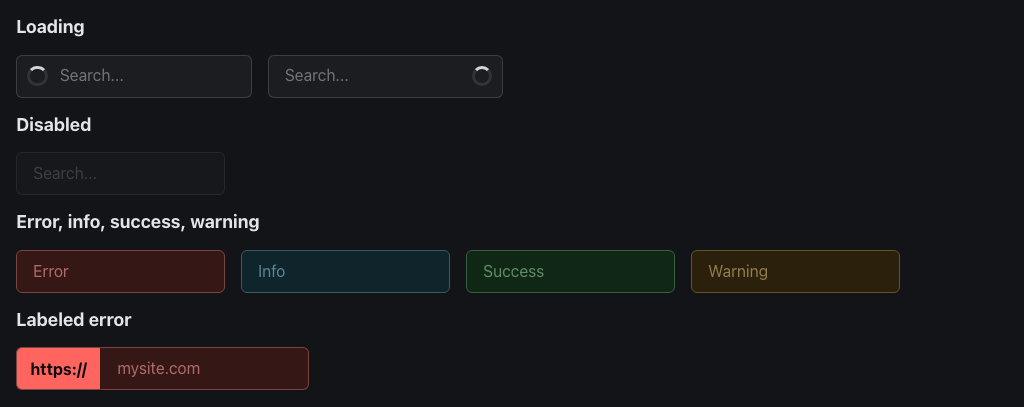 Loading
Search... Search...
Disabled
Search...
Error, info, success, warning
Error Info Success Warning
Labeled error
https:// mysite.com